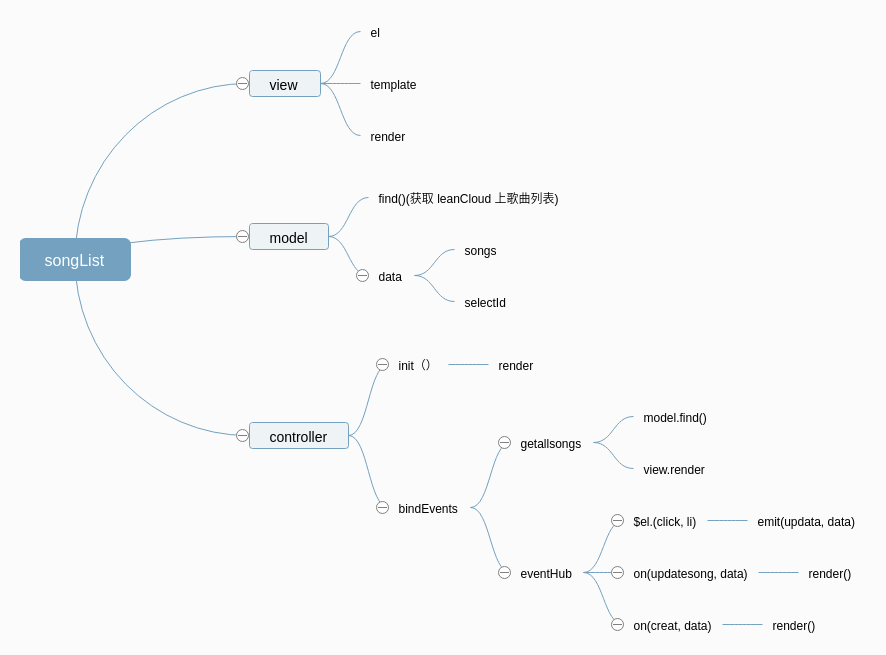 songList
view
el
template
render
model
find()(获取 leanCloud 上歌曲列表)
data
songs
selectId
controller
init（）
render
bindEvents
getallsongs
model.find()
view.render
eventHub
$el.(click, li)
emit(updata, data)
on(updatesong, data)
render()
on(creat, data)
render()